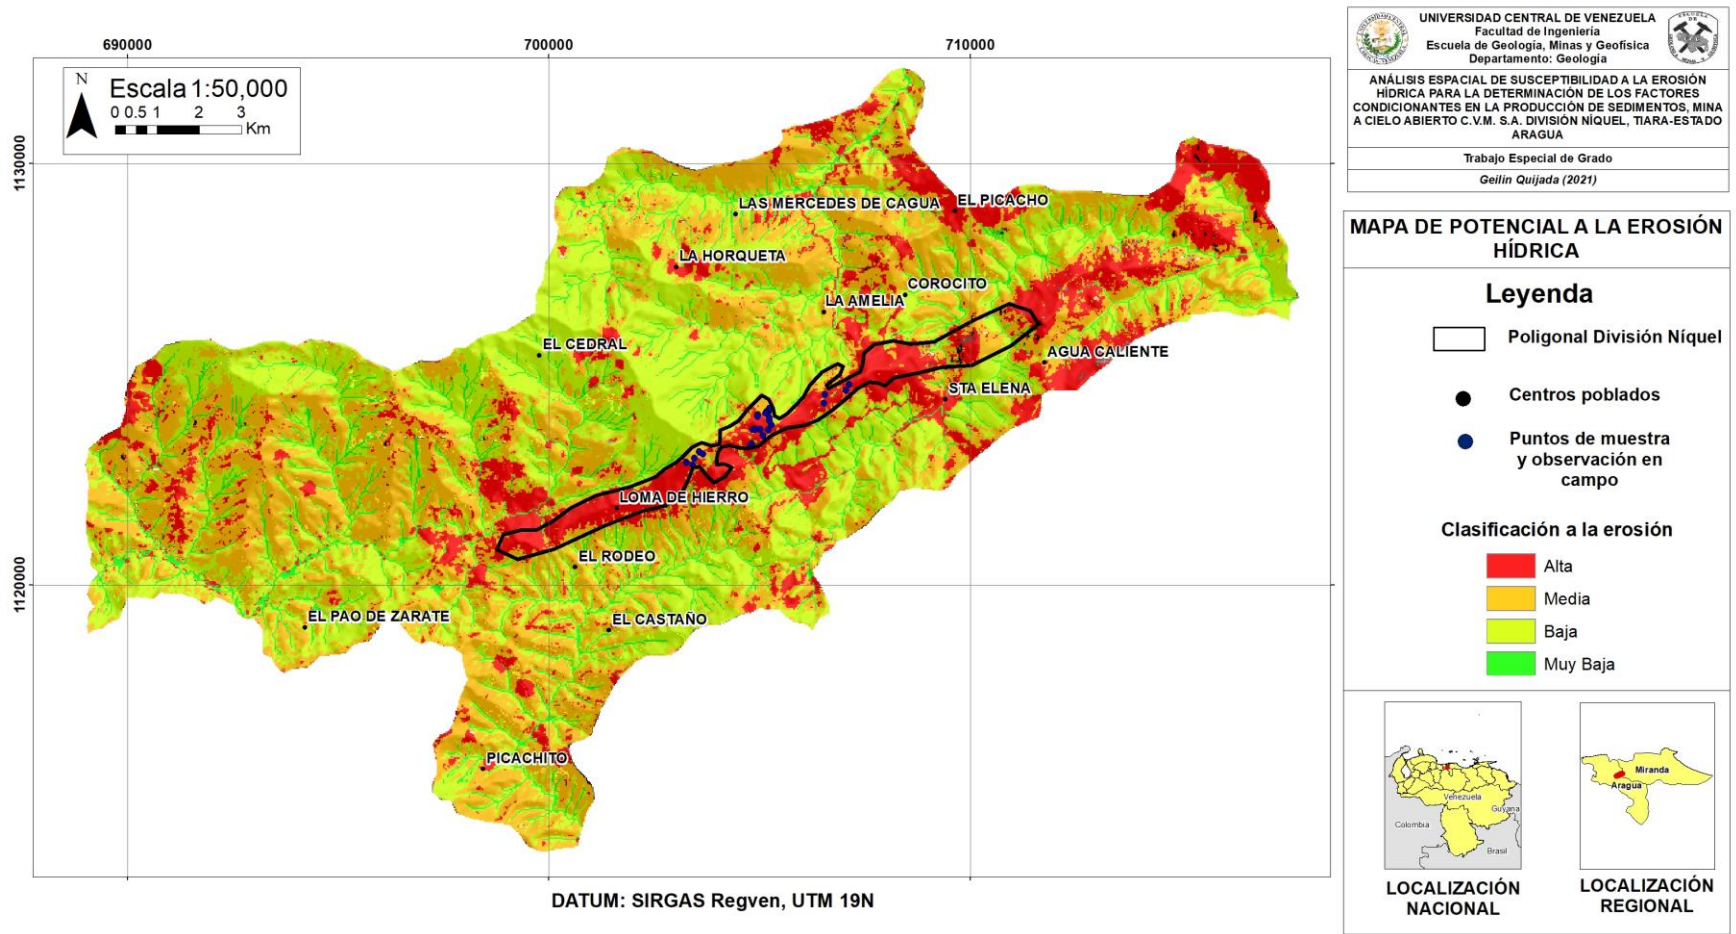 690000
700000
710000
N
Escala 1:50,000
0 0.5 1 2 3
Km
1130000
1120000
LAS MERCEDES DE CAGUA
EL PICACHO
LA HORQUETA
COROCITO
LA AMELIA
EL CEDRAL
AGUA CALIENTE
STA ELENA
LOMA DE HIERRO
EL RODEO
EL PAO DE ZARATE
EL CASTAÑO
PICACHITO
DATUM: SIRGAS Regven, UTM 19N
UNIVERSIDAD CENTRAL DE VENEZUELA
Facultad de Ingeniería
Escuela de Geología, Minas y Geofísica
Departamento: Geología
ANÁLISIS ESPACIAL DE SUSCEPTIBILIDAD A LA EROSIÓN
HÍDRICA PARA LA DETERMINACIÓN DE LOS FACTORES
CONDICIONANTES EN LA PRODUCCIÓN DE SEDIMENTOS, MINA
A CIELO ABIERTO C.V.M. S.A. DIVISIÓN NÍQUEL, TIARA-ESTADO
ARAGUA
Trabajo Especial de Grado
Geilin Quijada (2021)
MAPA DE POTENCIAL A LA EROSIÓN
HÍDRICA
Leyenda
Poligonal División Níquel
Centros poblados
Puntos de muestra
y observación en
campo
Clasificación a la erosión
Alta
Media
Baja
Muy Baja
Venezuela
Guyana
Colombia
Brasil
LOCALIZACIÓN
NACIONAL
Miranda
Aragua
LOCALIZACIÓN
REGIONAL